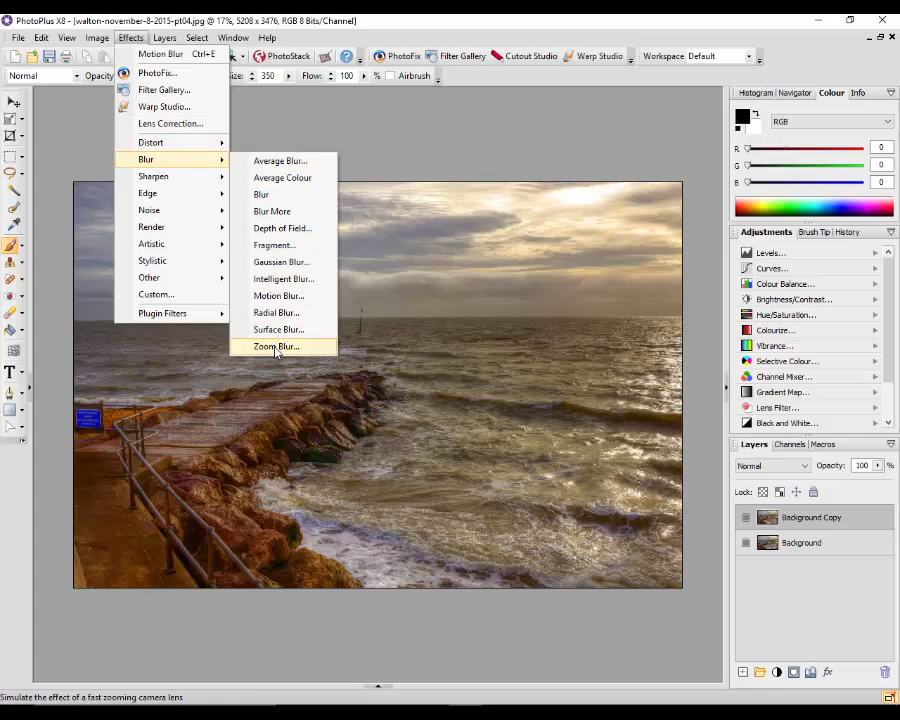 PhotoPlus X8 - [walton-november-8-2015-pt04.jpg @ 17%, 5208 x 3476, RGB 8 Bits/Channel]
File Edit View Image Effects Layers Select Window Help
PhotoStack PhotoFix Filter Gallery Cutout Studio Warp Studio Workspace Default
Normal Opacity Size: 350 Flow: 100 % Airbrush
Motion Blur Ctrl+E
PhotoFix...
Filter Gallery...
Warp Studio...
Lens Correction...
Distort
Blur
Sharpen
Edge
Noise
Render
Artistic
Stylistic
Other
Custom...
Plugin Filters
Average Blur...
Average Colour
Blur
Blur More
Depth of Field...
Fragment...
Gaussian Blur...
Intelligent Blur...
Motion Blur...
Radial Blur...
Surface Blur...
Zoom Blur...
Histogram Navigator Colour Info
RGB
R 0
G 0
B 0
Adjustments Brush Tip History
Levels...
Curves...
Colour Balance...
Brightness/Contrast...
Hue/Saturation...
Colourize...
Vibrance...
Selective Colour...
Channel Mixer...
Gradient Map...
Lens Filter...
Black and White...
Layers Channels Macros
Normal Opacity: 100 %
Lock:
Background Copy
Background
Simulate the effect of a fast zooming camera lens